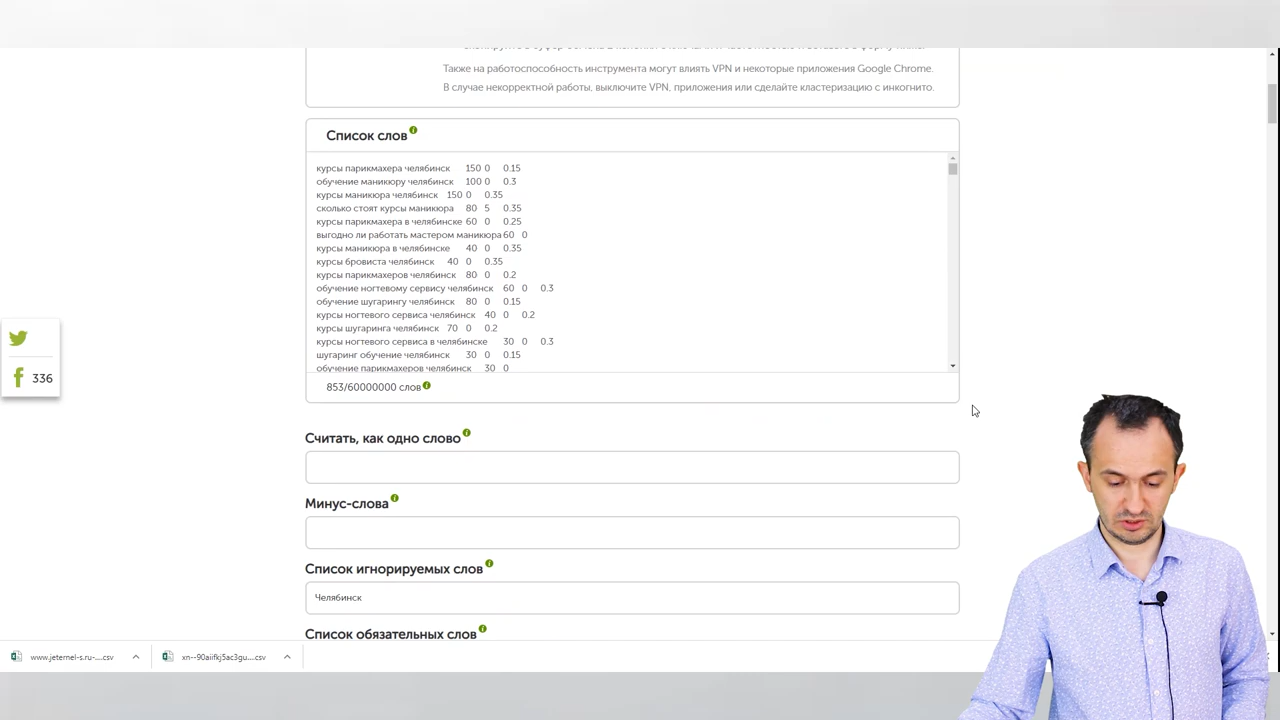 Также на работоспособность инструмента могут влиять VPN и некоторые приложения Google Chrome.
В случае некорректной работы, выключите VPN, приложения или сделайте кластеризацию с инкогнито.
Список слов
курсы парикмахера челябинск 150 0 0.15
обучение маникюру челябинск 100 0 0.3
курсы маникюра челябинск 150 0 0.35
сколько стоят курсы маникюра 80 5 0.35
курсы парикмахера в челябинске 60 0 0.25
выгодно ли работать мастером маникюра 60 0
курсы маникюра в челябинске 40 0 0.35
курсы бровиста челябинск 40 0 0.35
курсы парикмахеров челябинск 80 0 0.2
обучение ногтевому сервису челябинск 60 0 0.3
обучение шугарингу челябинск 80 0 0.15
курсы ногтевого сервиса челябинск 40 0 0.2
курсы шугаринга челябинск 70 0 0.2
курсы ногтевого сервиса в челябинске 30 0 0.3
шугаринг обучение челябинск 30 0 0.15
обучение парикмахеров челябинск 30 0
853/60000000 слов
336
Считать, как одно слово
Минус-слова
Список игнорируемых слов
Челябинск
Список обязательных слов
www.jeternel-s.ru-....csv
xn--90aiifkj5ac3gu....csv